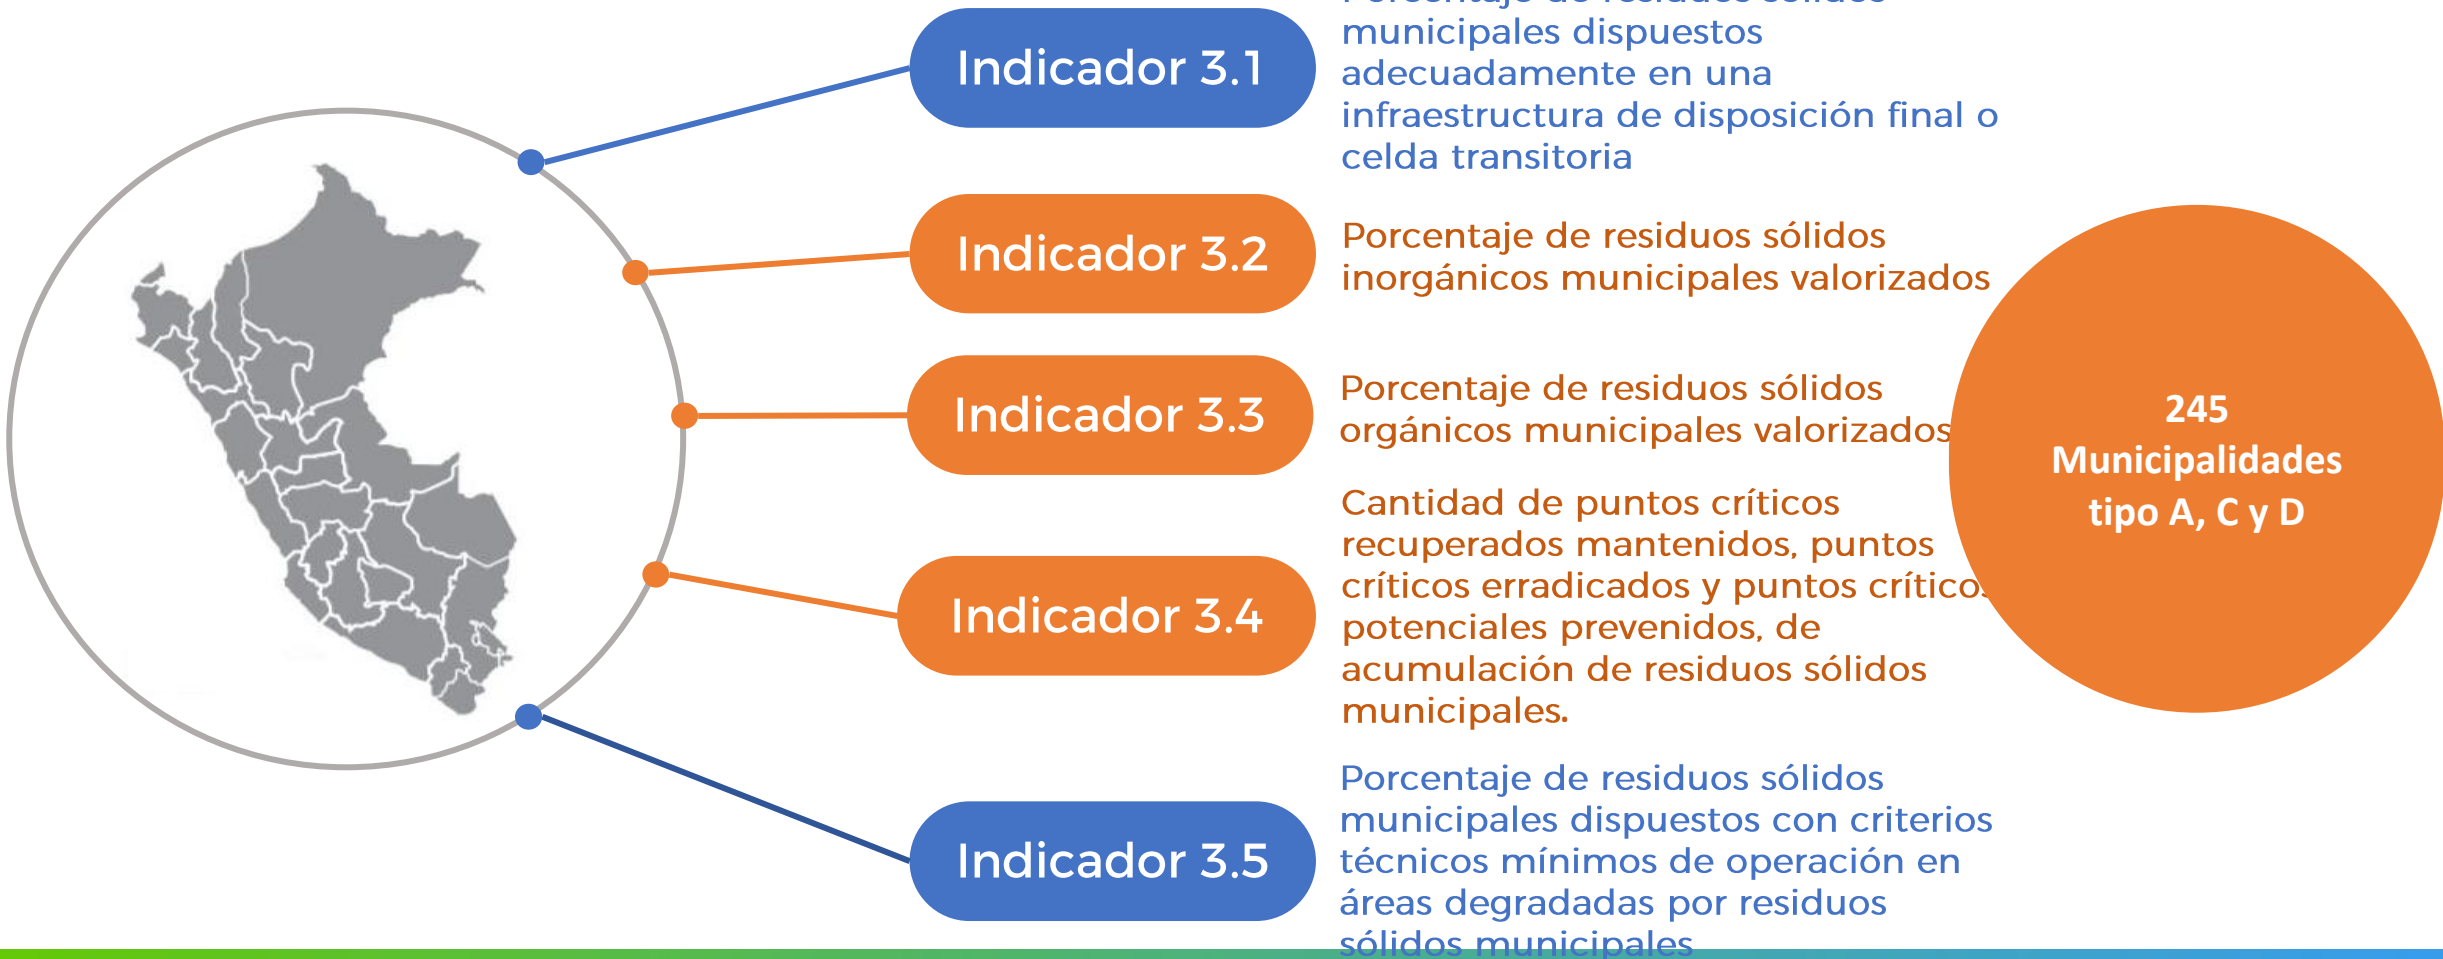 Indicador 3.1
Porcentaje de residuos sólidos
municipales dispuestos
adecuadamente en una
infraestructura de disposición final o
celda transitoria
Indicador 3.2
Porcentaje de residuos sólidos
inorgánicos municipales valorizados
Indicador 3.3
Porcentaje de residuos sólidos
orgánicos municipales valorizados
Indicador 3.4
Cantidad de puntos críticos
recuperados mantenidos, puntos
críticos erradicados y puntos críticos
potenciales prevenidos, de
acumulación de residuos sólidos
municipales.
Indicador 3.5
Porcentaje de residuos sólidos
municipales dispuestos con criterios
técnicos mínimos de operación en
áreas degradadas por residuos
sólidos municipales
245
Municipalidades
tipo A, C y D